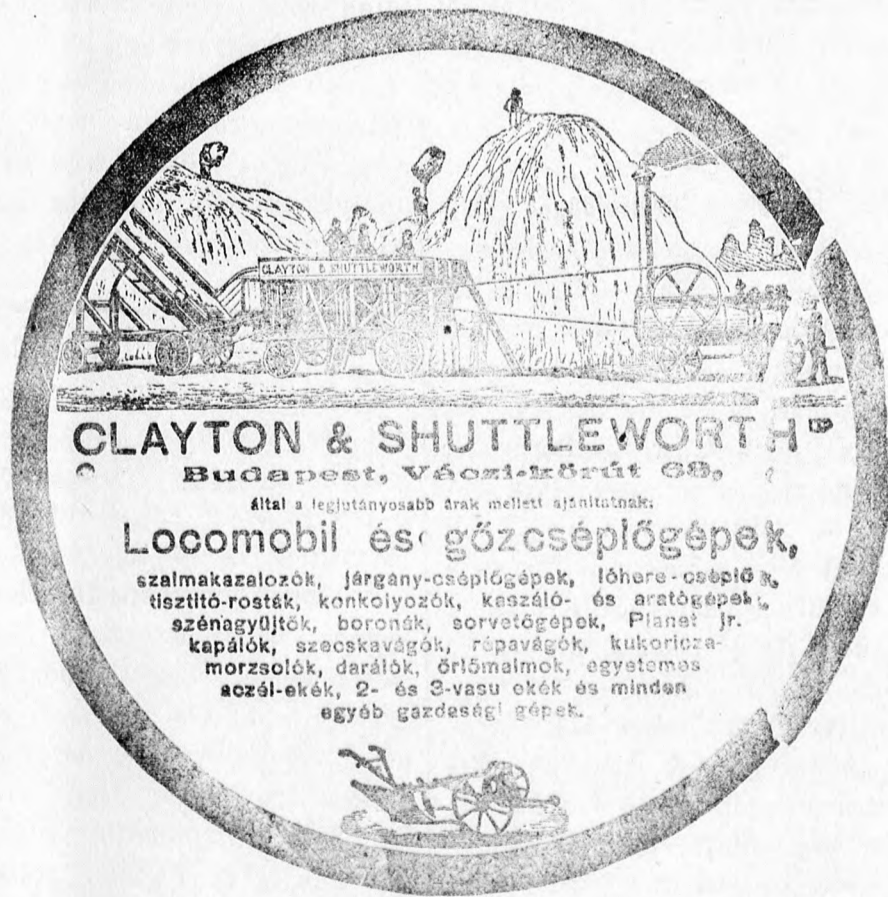 CLAYTON & SHUTTLEWORTH
CLAYTON & SHUTTLEWORTH
Budapest, Váczi-körút 63,
által a legjutányosabb árak mellett ajánltatnak:
Locomobil és gőzcséplőgépek,
szalmakazalozók, járgány-cséplőgépek, lóhere-cséplők,
tisztitó-rosták, konkolyozók, kaszáló- és aratógépek,
szénagyüjtők, boronák, sorvetőgépek, Planet jr.
kapálók, szecskavágók, répavágók, kukoricza-
morzsolók, darálók, őrlőmalmok, egyetemes
aczél-ekék, 2- és 3-vasu ekék és minden
egyéb gazdasági gépek.